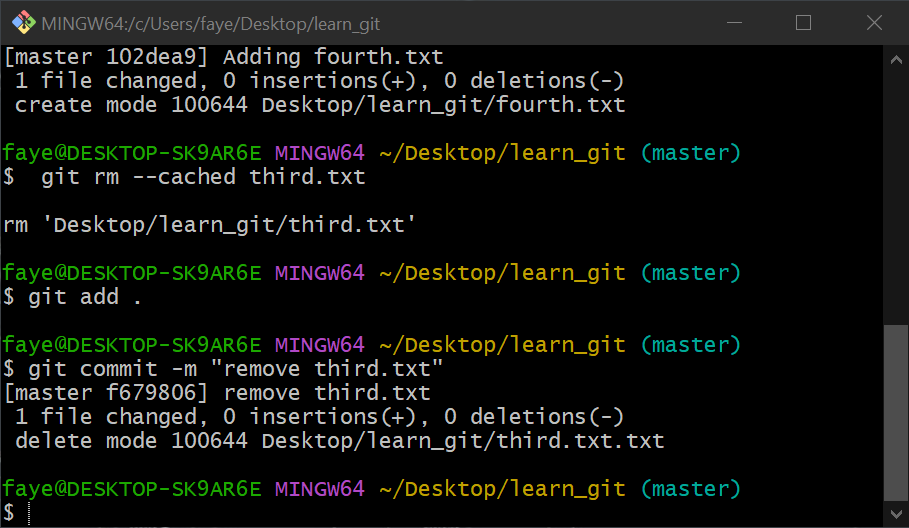 MINGW64:/c/Users/faye/Desktop/learn_git
[master 102dea9] Adding fourth.txt
 1 file changed, 0 insertions(+), 0 deletions(-)
 create mode 100644 Desktop/learn_git/fourth.txt
faye@DESKTOP-SK9AR6E MINGW64 ~/Desktop/learn_git (master)
$  git rm --cached third.txt
rm 'Desktop/learn_git/third.txt'
faye@DESKTOP-SK9AR6E MINGW64 ~/Desktop/learn_git (master)
$ git add .
faye@DESKTOP-SK9AR6E MINGW64 ~/Desktop/learn_git (master)
$ git commit -m "remove third.txt"
[master f679806] remove third.txt
 1 file changed, 0 insertions(+), 0 deletions(-)
 delete mode 100644 Desktop/learn_git/third.txt.txt
faye@DESKTOP-SK9AR6E MINGW64 ~/Desktop/learn_git (master)
$